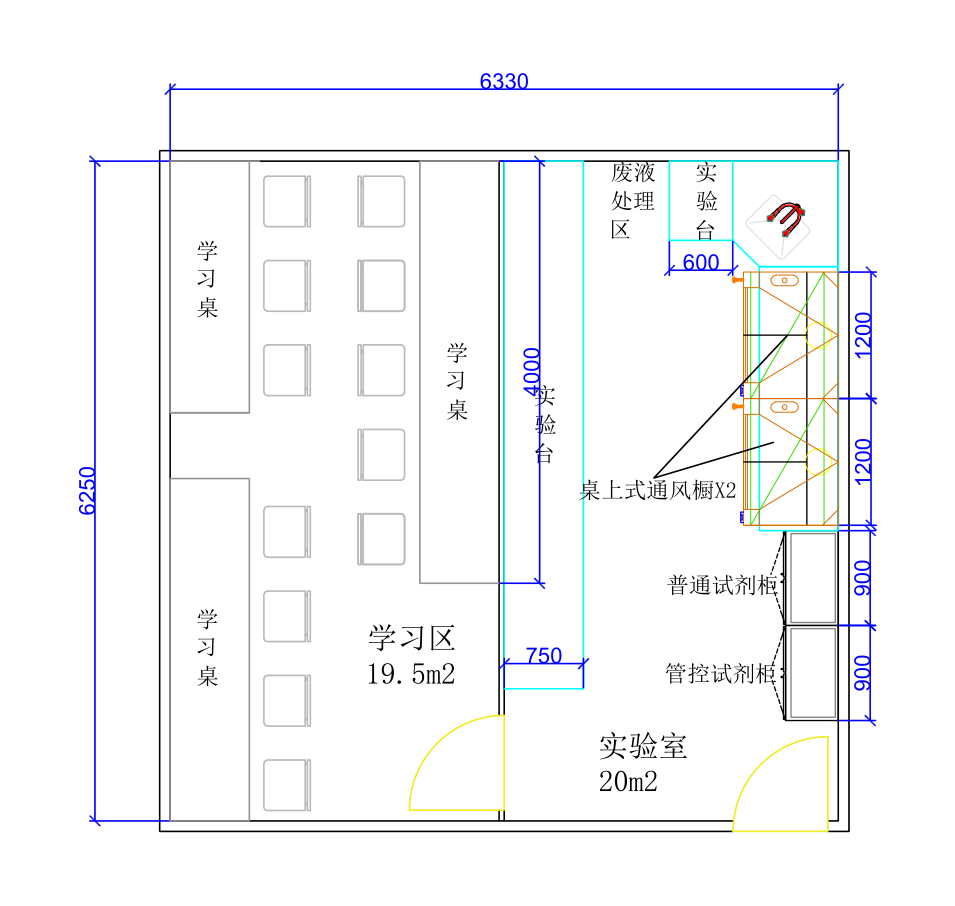 6330
废液
处理
区
实
验
台
600
学
习
桌
学
习
桌
4000
实
验
台
1200
1200
6250
桌上式通风橱X2
普通试剂柜
900
学
习
桌
学习区
19.5m2
750
管控试剂柜
900
实验室
20m2